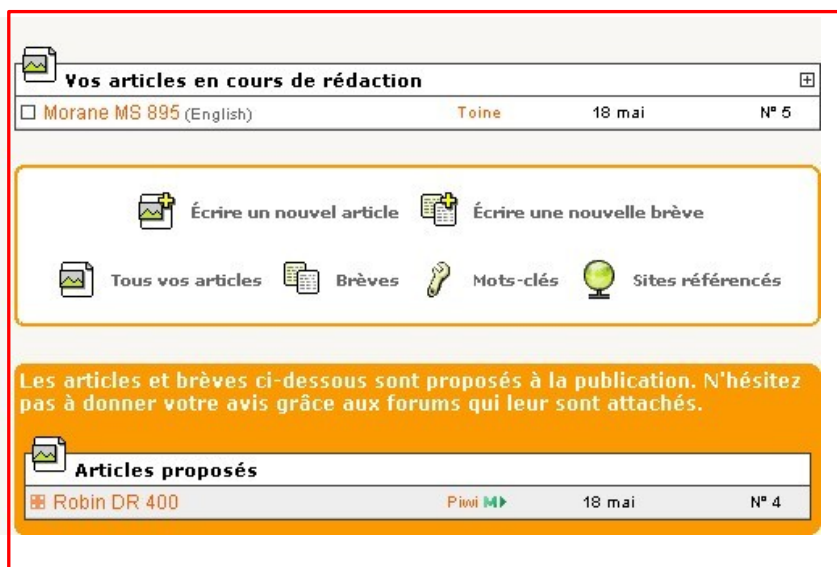 Vos articles en cours de rédaction
Morane MS 895 (English) Toine 18 mai N° 5
Écrire un nouvel article Écrire une nouvelle brève
Tous vos articles Brèves Mots-clés Sites référencés
Les articles et brèves ci-dessous sont proposés à la publication. N'hésitez
pas à donner votre avis grâce aux forums qui leur sont attachés.
Articles proposés
Robin DR 400 Piwi M 18 mai N° 4